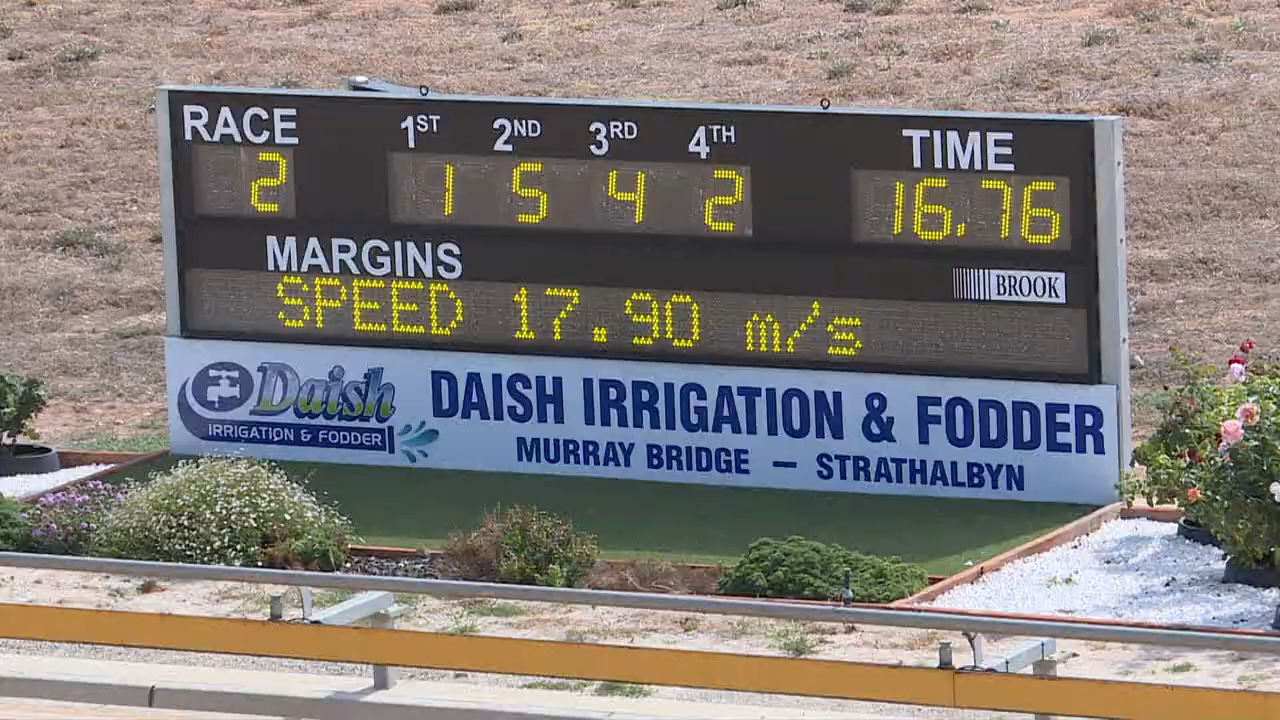 RACE 1ST 2ND 3RD 4TH TIME
2 1 5 4 2 16.76
MARGINS
BROOK
SPEED 17.90 m/s
Daish
IRRIGATION & FODDER
DAISH IRRIGATION & FODDER
MURRAY BRIDGE – STRATHALBYN